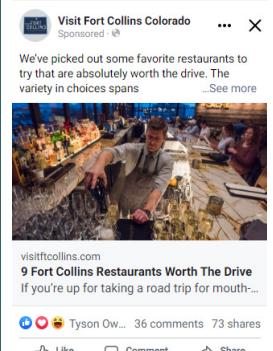 Visit Fort Collins Colorado
Sponsored ·
We've picked out some favorite restaurants to
try that are absolutely worth the drive. The
variety in choices spans ...See more
visitftcollins.com
9 Fort Collins Restaurants Worth The Drive
If you're up for taking a road trip for mouth-...
Tyson Ow... 36 comments 73 shares
Like Comment Share